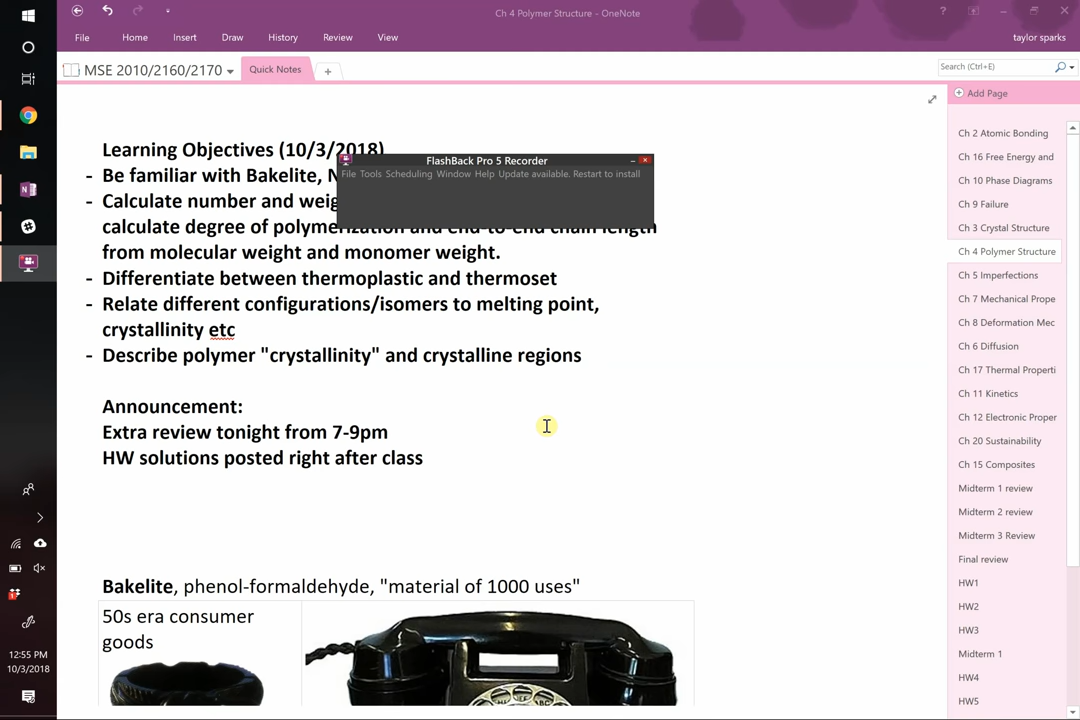 Ch 4 Polymer Structure - OneNote
?
File
Home
Insert
Draw
History
Review
View
taylor sparks
MSE 2010/2160/2170
Quick Notes
+
Search (Ctrl+E)
Add Page
Learning Objectives (10/3/2018)
- Be familiar with Bakelite, N
- Calculate number and weig
calculate degree of polymerization and end-to-end chain length
from molecular weight and monomer weight.
- Differentiate between thermoplastic and thermoset
- Relate different configurations/isomers to melting point,
crystallinity etc
- Describe polymer "crystallinity" and crystalline regions
FlashBack Pro 5 Recorder
File Tools Scheduling Window Help Update available. Restart to install
Announcement:
Extra review tonight from 7-9pm
HW solutions posted right after class
Bakelite, phenol-formaldehyde, "material of 1000 uses"
50s era consumer
goods
Ch 2 Atomic Bonding
Ch 16 Free Energy and
Ch 10 Phase Diagrams
Ch 9 Failure
Ch 3 Crystal Structure
Ch 4 Polymer Structure
Ch 5 Imperfections
Ch 7 Mechanical Prope
Ch 8 Deformation Mec
Ch 6 Diffusion
Ch 17 Thermal Properti
Ch 11 Kinetics
Ch 12 Electronic Proper
Ch 20 Sustainability
Ch 15 Composites
Midterm 1 review
Midterm 2 review
Midterm 3 Review
Final review
HW1
HW2
HW3
Midterm 1
HW4
HW5
12:55 PM
10/3/2018